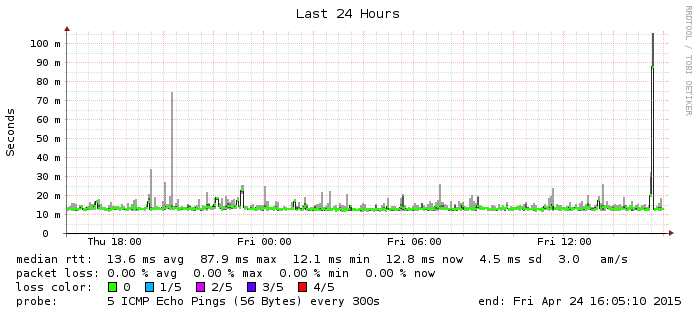 Last 24 Hours
RRDTOOL / TOBI OETIKER
Seconds
100 m
90 m
80 m
70 m
60 m
50 m
40 m
30 m
20 m
10 m
0
Thu 18:00 Fri 00:00 Fri 06:00 Fri 12:00
median rtt: 13.6 ms avg 87.9 ms max 12.1 ms min 12.8 ms now 4.5 ms sd 3.0 am/s
packet loss: 0.00 % avg 0.00 % max 0.00 % min 0.00 % now
loss color: 0 1/5 2/5 3/5 4/5
probe: 5 ICMP Echo Pings (56 Bytes) every 300s end: Fri Apr 24 16:05:10 2015